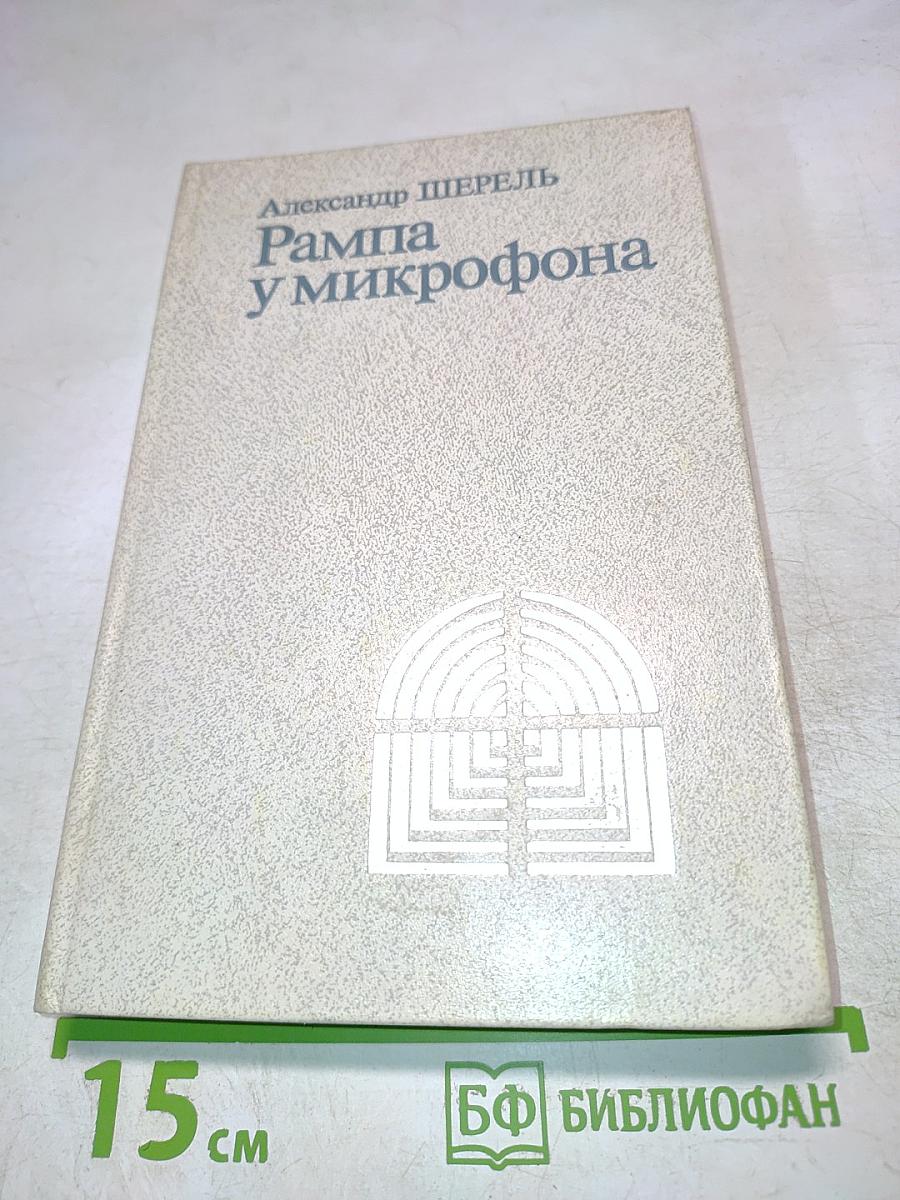 Александр ШЕРЕЛЬ
Рампа
у микрофона
15 см
БФ БИБЛИОФАН